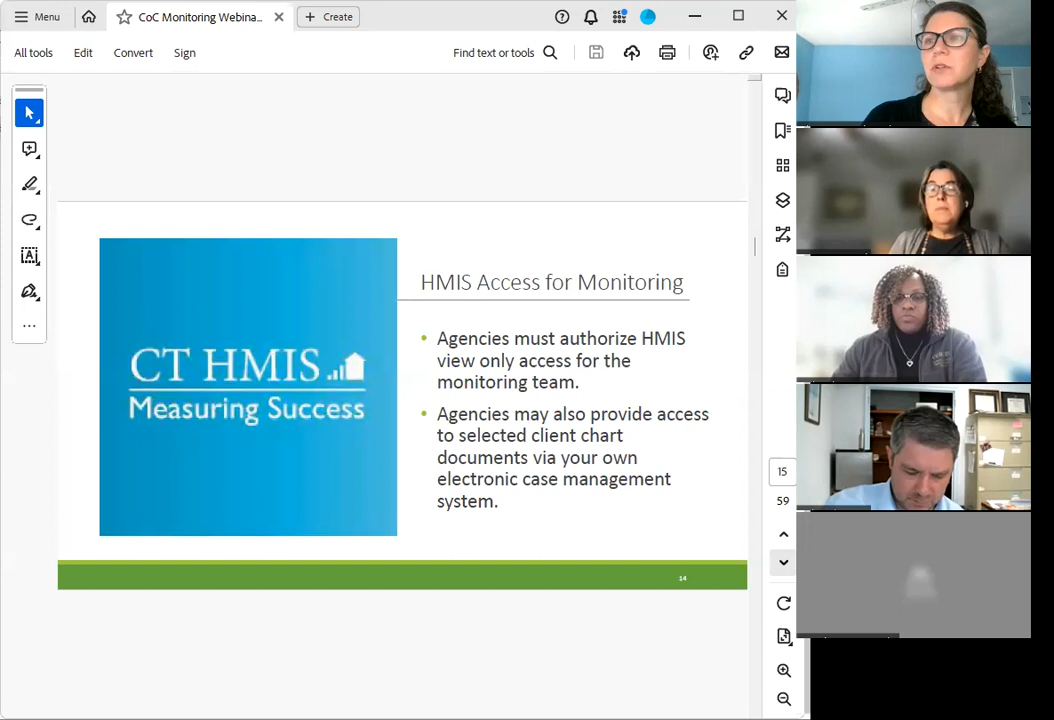 Menu
CoC Monitoring Webina...
Create
All tools
Edit
Convert
Sign
Find text or tools
HMIS Access for Monitoring
CT HMIS
Measuring Success
• Agencies must authorize HMIS
view only access for the
monitoring team.
• Agencies may also provide access
to selected client chart
documents via your own
electronic case management
system.
14
15
59